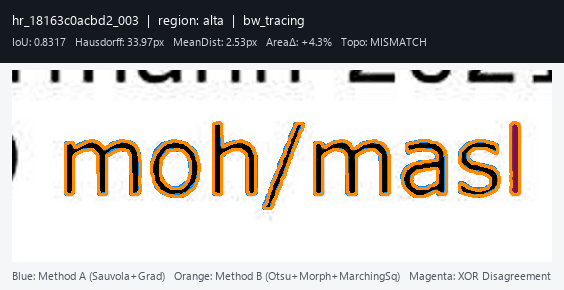 hr_18163c0acbd2_003 | region: alta | bw_tracing
IoU: 0.8317 Hausdorff: 33.97px MeanDist: 2.53px AreaΔ: +4.3% Topo: MISMATCH
moh/masl
Blue: Method A (Sauvola+Grad) Orange: Method B (Otsu+Morph+MarchingSq) Magenta: XOR Disagreement